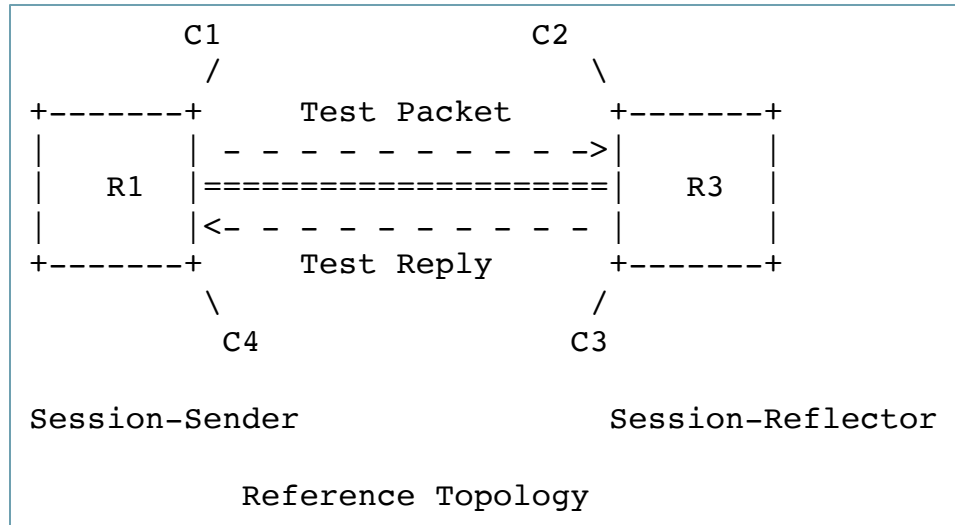 C1 C2
/ \
+-------+ Test Packet +-------+
| | - - - - - - - - - - ->| |
| R1 |=====================| R3 |
| |<- - - - - - - - - - - | |
+-------+ Test Reply +-------+
\ /
C4 C3
Session-Sender Session-Reflector
Reference Topology